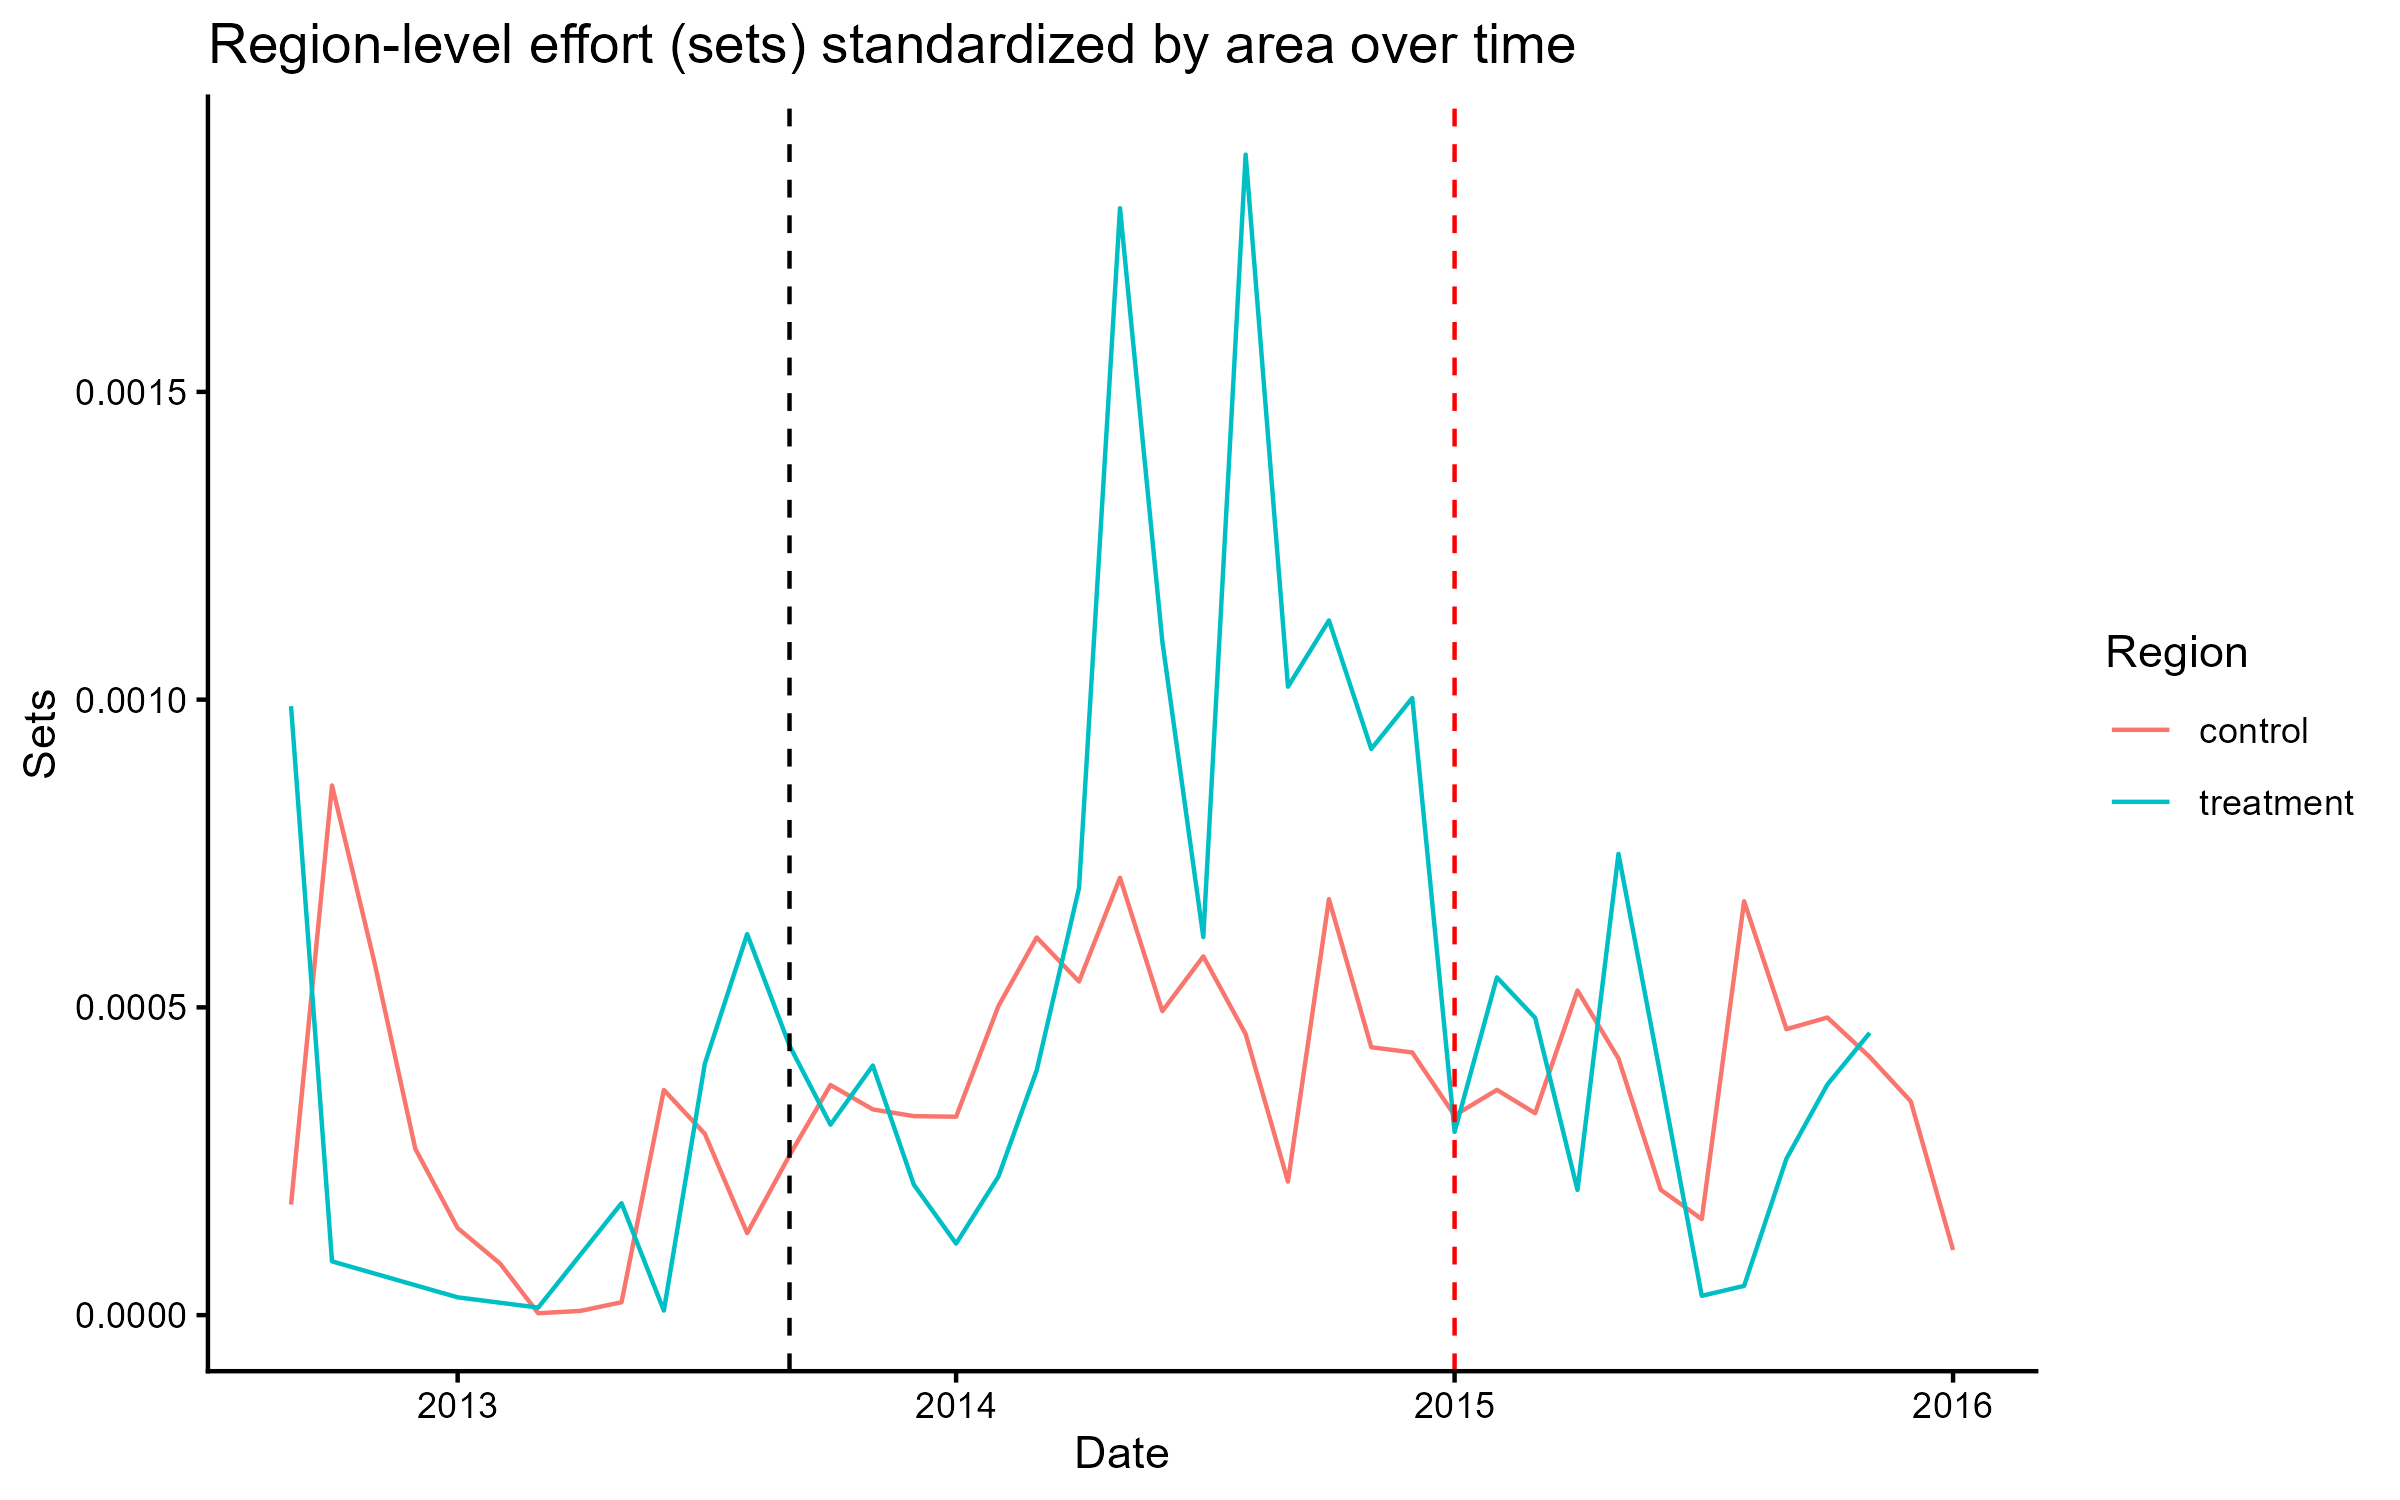 Region-level effort (sets) standardized by area over time
Sets
0.0015
0.0010
0.0005
0.0000
2013 2014 2015 2016
Date
Region
control
treatment